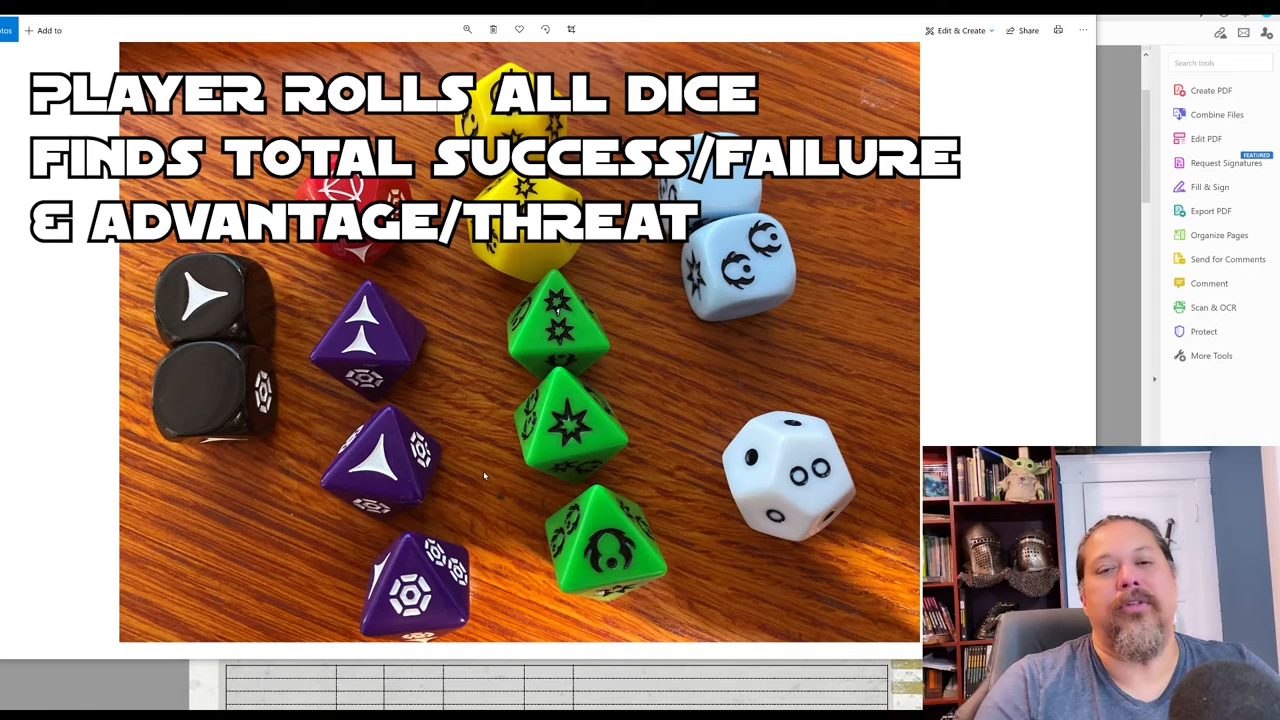 otos
Add to
Edit & Create
Share
PLAYER ROLLS ALL DICE
FINDS TOTAL SUCCESS/FAILURE
& ADVANTAGE/THREAT
Search tools
Create PDF
Combine Files
Edit PDF
FEATURED
Request Signatures
Fill & Sign
Export PDF
Organize Pages
Send for Comments
Comment
Scan & OCR
Protect
More Tools